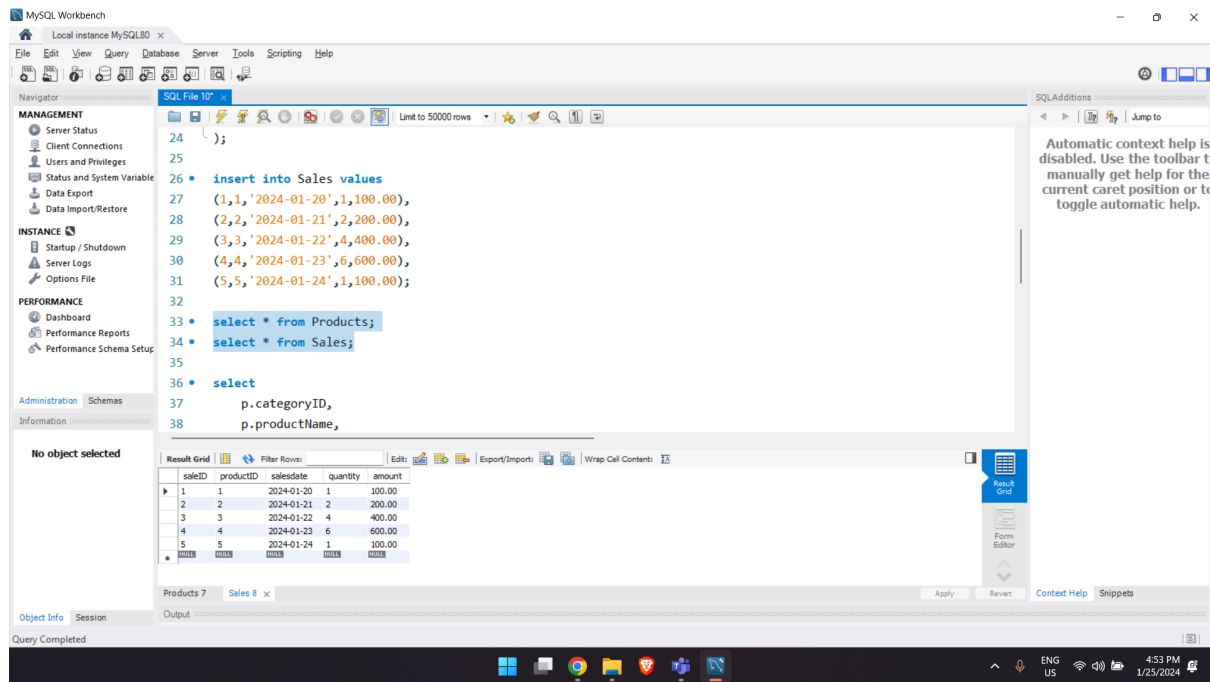 MySQL Workbench
Local instance MySQL80
File Edit View Query Database Server Tools Scripting Help
Navigator
MANAGEMENT
Server Status
Client Connections
Users and Privileges
Status and System Variable
Data Export
Data Import/Restore
INSTANCE
Startup / Shutdown
Server Logs
Options File
PERFORMANCE
Dashboard
Performance Reports
Performance Schema Setup
Administration Schemas
Information
No object selected
Object Info Session
Query Completed
SQL File 10*
Limit to 50000 rows
24 );
25
26 insert into Sales values
27 (1,1,'2024-01-20',1,100.00),
28 (2,2,'2024-01-21',2,200.00),
29 (3,3,'2024-01-22',4,400.00),
30 (4,4,'2024-01-23',6,600.00),
31 (5,5,'2024-01-24',1,100.00);
32
33 select * from Products;
34 select * from Sales;
35
36 select
37 p.categoryID,
38 p.productName,
Result Grid Filter Rows: Edit: Export/Import: Wrap Cell Content:
saleID productID salesdate quantity amount
1 1 2024-01-20 1 100.00
2 2 2024-01-21 2 200.00
3 3 2024-01-22 4 400.00
4 4 2024-01-23 6 600.00
5 5 2024-01-24 1 100.00
NULL NULL NULL NULL NULL
Result
Grid
Form
Editor
Products 7 Sales 8
Apply Revert
Output
SQLAdditions
Jump to
Automatic context help is
disabled. Use the toolbar t
manually get help for the
current caret position or to
toggle automatic help.
Context Help Snippets
ENG
US
4:53 PM
1/25/2024